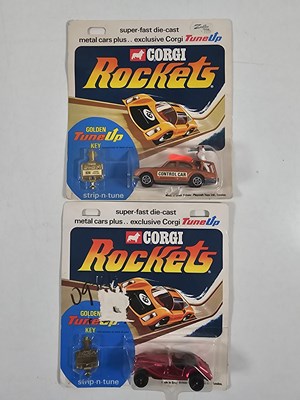 super-fast die-cast
metal cars plus.. exclusive Corgi TuneUp
CORGI
Rockets
GOLDEN
TuneUp
KEY
CONTROL CAR
strip-n-tune
super-fast die-cast
metal cars plus.. exclusive Corgi TuneUp
CORGI
Rockets
GOLDEN
TuneUp
KEY
strip-n-tune